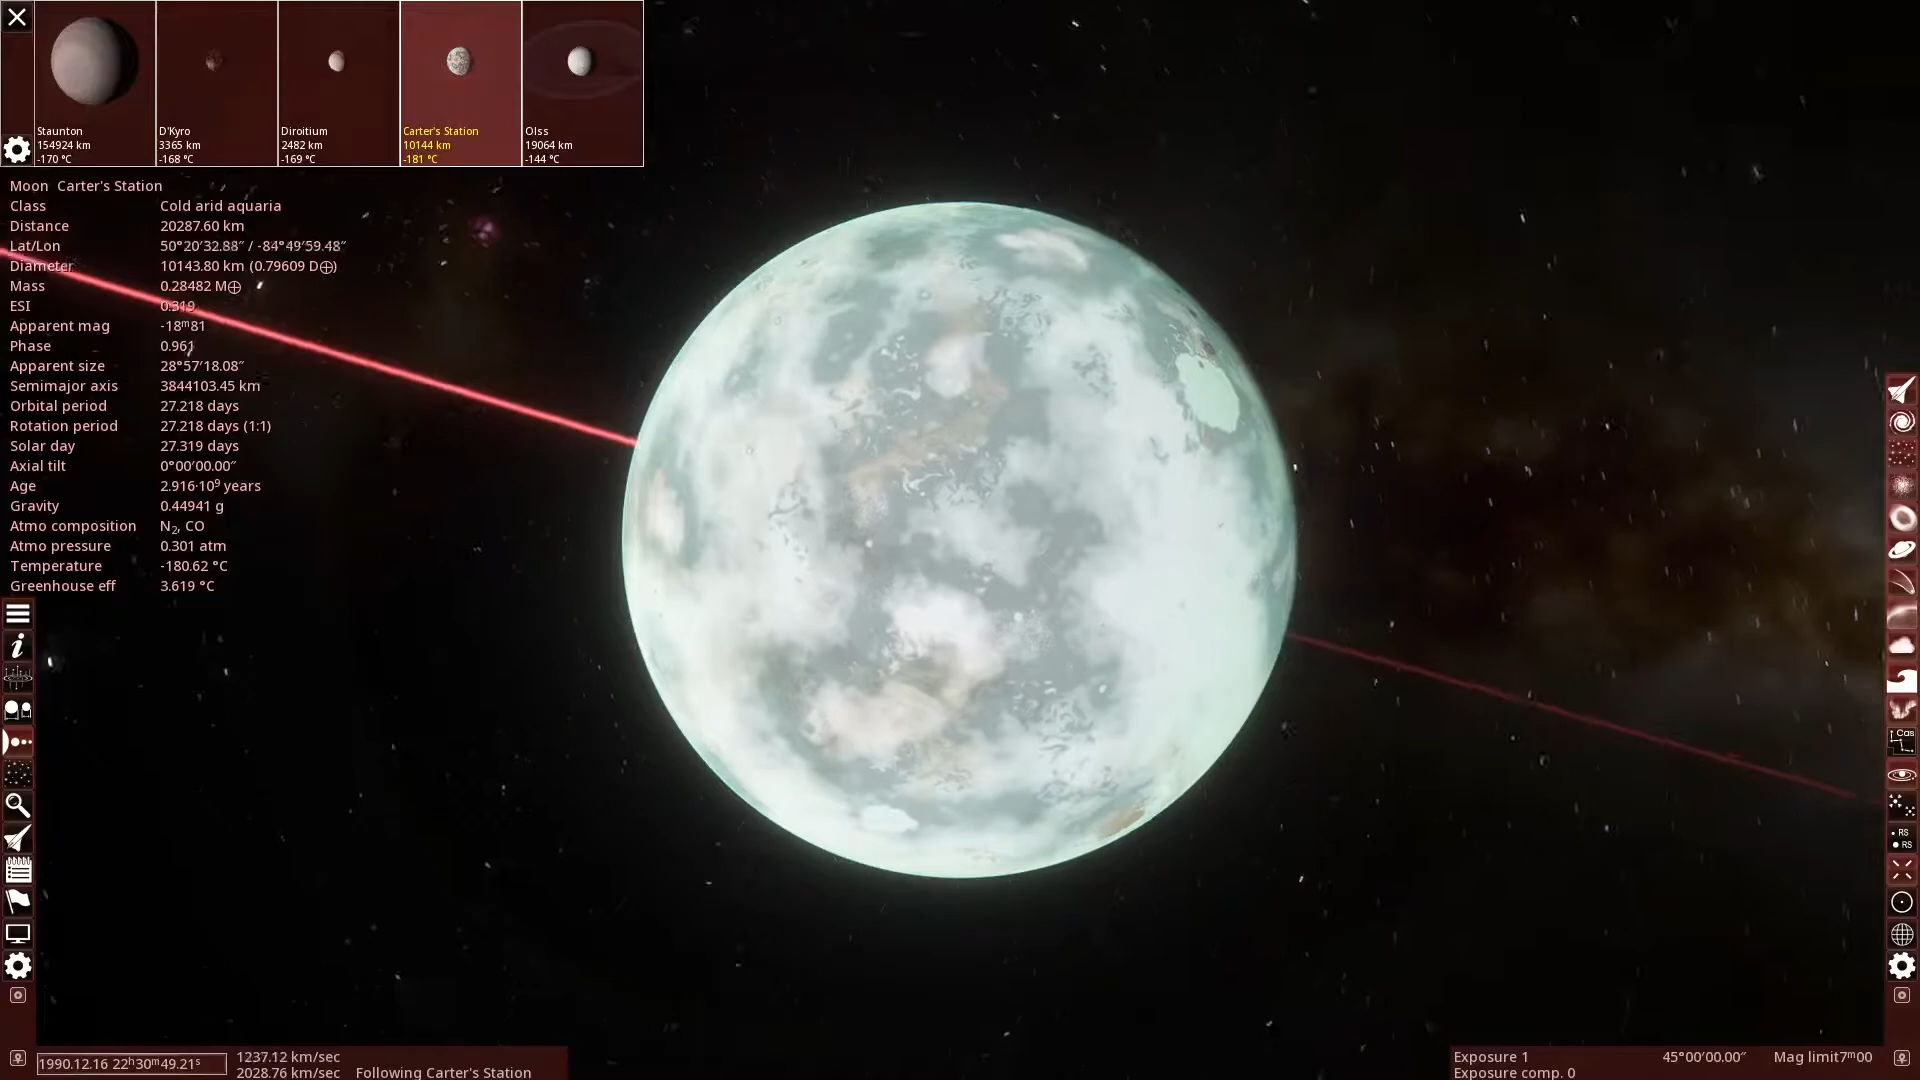 Staunton
154924 km
-170 °C
D'Kyro
3365 km
-168 °C
Diroitium
2482 km
-169 °C
Carter's Station
10144 km
-181 °C
Olss
19064 km
-144 °C
Moon Carter's Station
Class Cold arid aquaria
Distance 20287.60 km
Lat/Lon 50°20′32.88″ / -84°49′59.48″
Diameter 10143.80 km (0.79609 D⊕)
Mass 0.28482 M⊕
ESI 0.319
Apparent mag -18ᵐ81
Phase 0.961
Apparent size 28°57′18.08″
Semimajor axis 3844103.45 km
Orbital period 27.218 days
Rotation period 27.218 days (1:1)
Solar day 27.319 days
Axial tilt 0°00′00.00″
Age 2.916·10⁹ years
Gravity 0.44941 g
Atmo composition N₂, CO
Atmo pressure 0.301 atm
Temperature -180.62 °C
Greenhouse eff 3.619 °C
Cas
RS
RS
1990.12.16 22ʰ30ᵐ49.21ˢ
1237.12 km/sec
2028.76 km/sec Following Carter's Station
Exposure 1 45°00′00.00″ Mag limit7ᵐ00
Exposure comp. 0